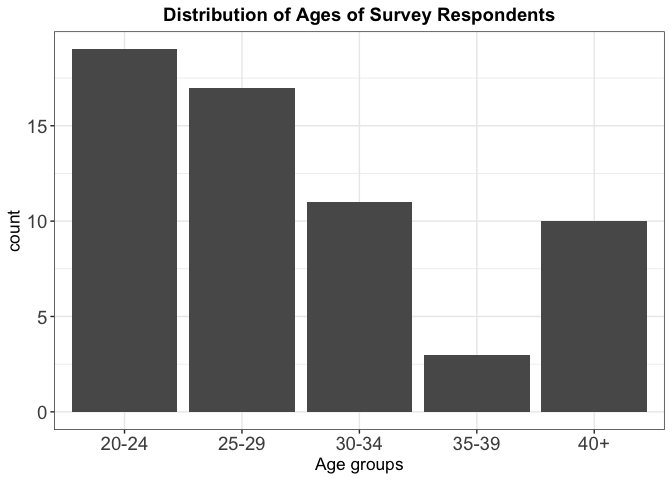 Distribution of Ages of Survey Respondents
count
15
10
5
0
20-24 25-29 30-34 35-39 40+
Age groups